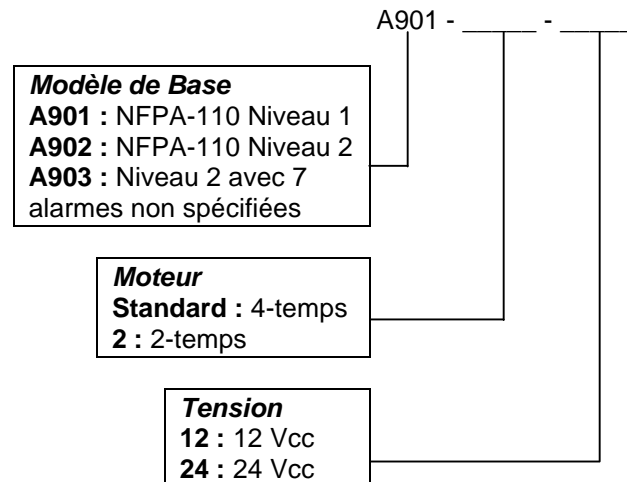 A901 - _____ - _____
Modèle de Base
A901 : NFPA-110 Niveau 1
A902 : NFPA-110 Niveau 2
A903 : Niveau 2 avec 7
alarmes non spécifiées
Moteur
Standard : 4-temps
2 : 2-temps
Tension
12 : 12 Vcc
24 : 24 Vcc